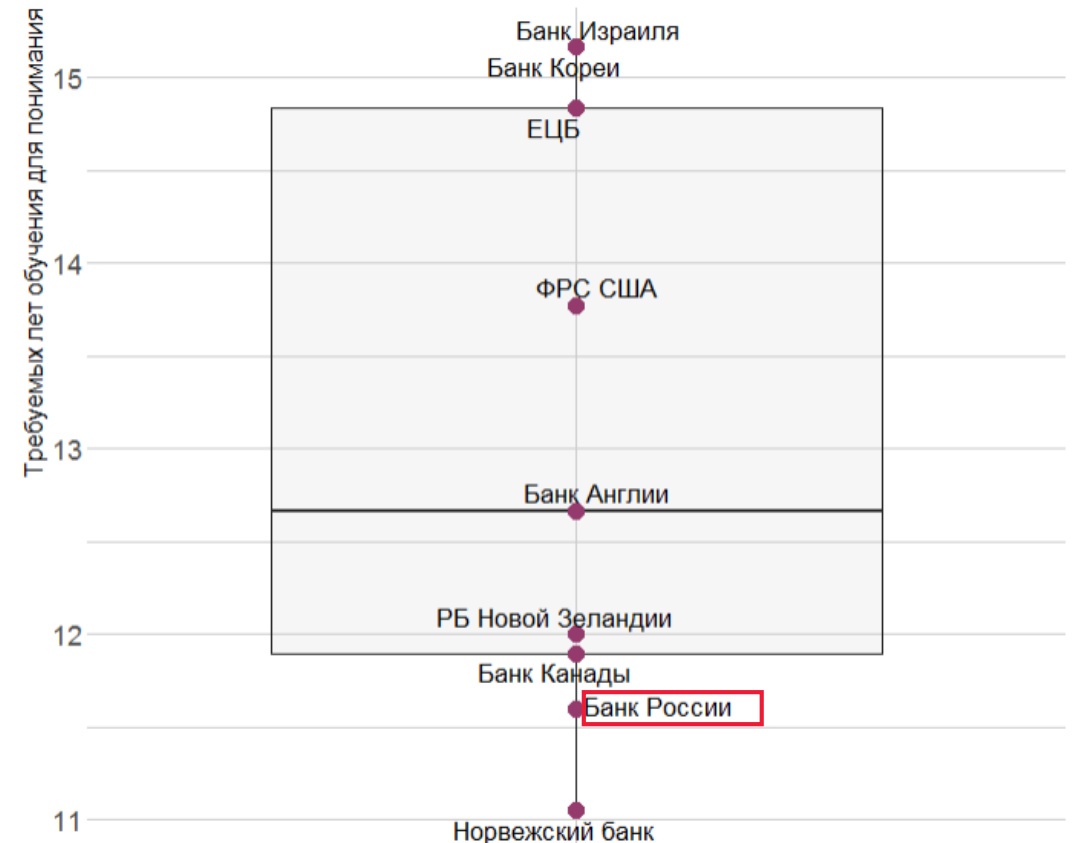 Требуемых лет обучения для понимания
Банк Израиля
15
Банк Кореи
ЕЦБ
14
ФРС США
13
Банк Англии
РБ Новой Зеландии
12
Банк Канады
Банк России
11
Норвежский банк